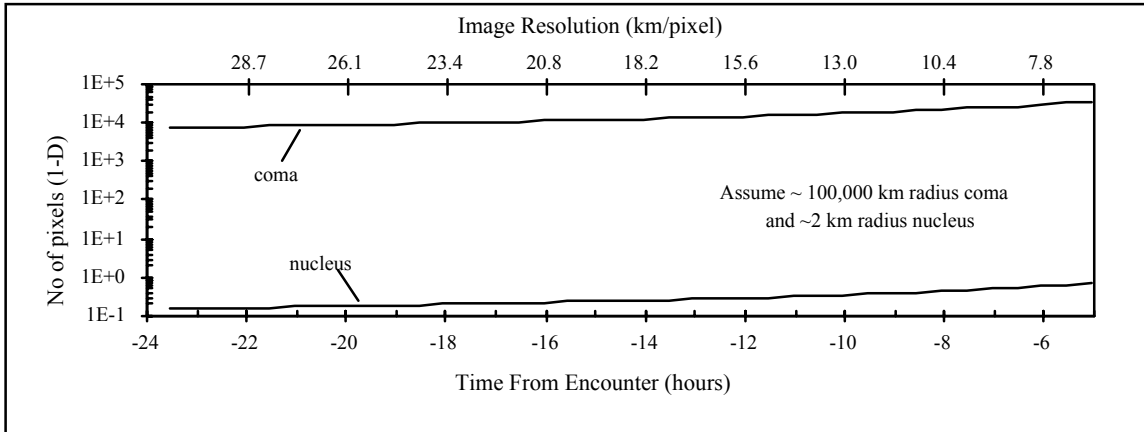 Image Resolution (km/pixel)
28.7 26.1 23.4 20.8 18.2 15.6 13.0 10.4 7.8
1E+5
1E+4
1E+3
1E+2
1E+1
1E+0
1E-1
No of pixels (1-D)
coma
Assume ~ 100,000 km radius coma
and ~2 km radius nucleus
nucleus
-24 -22 -20 -18 -16 -14 -12 -10 -8 -6
Time From Encounter (hours)